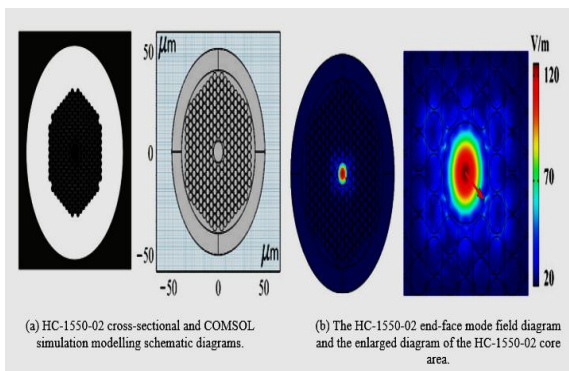 50 μm
0
−50
μm
−50 0 50
V/m
120
70
20
(a) HC-1550-02 cross-sectional and COMSOL
simulation modelling schematic diagrams.
(b) The HC-1550-02 end-face mode field diagram
and the enlarged diagram of the HC-1550-02 core
area.